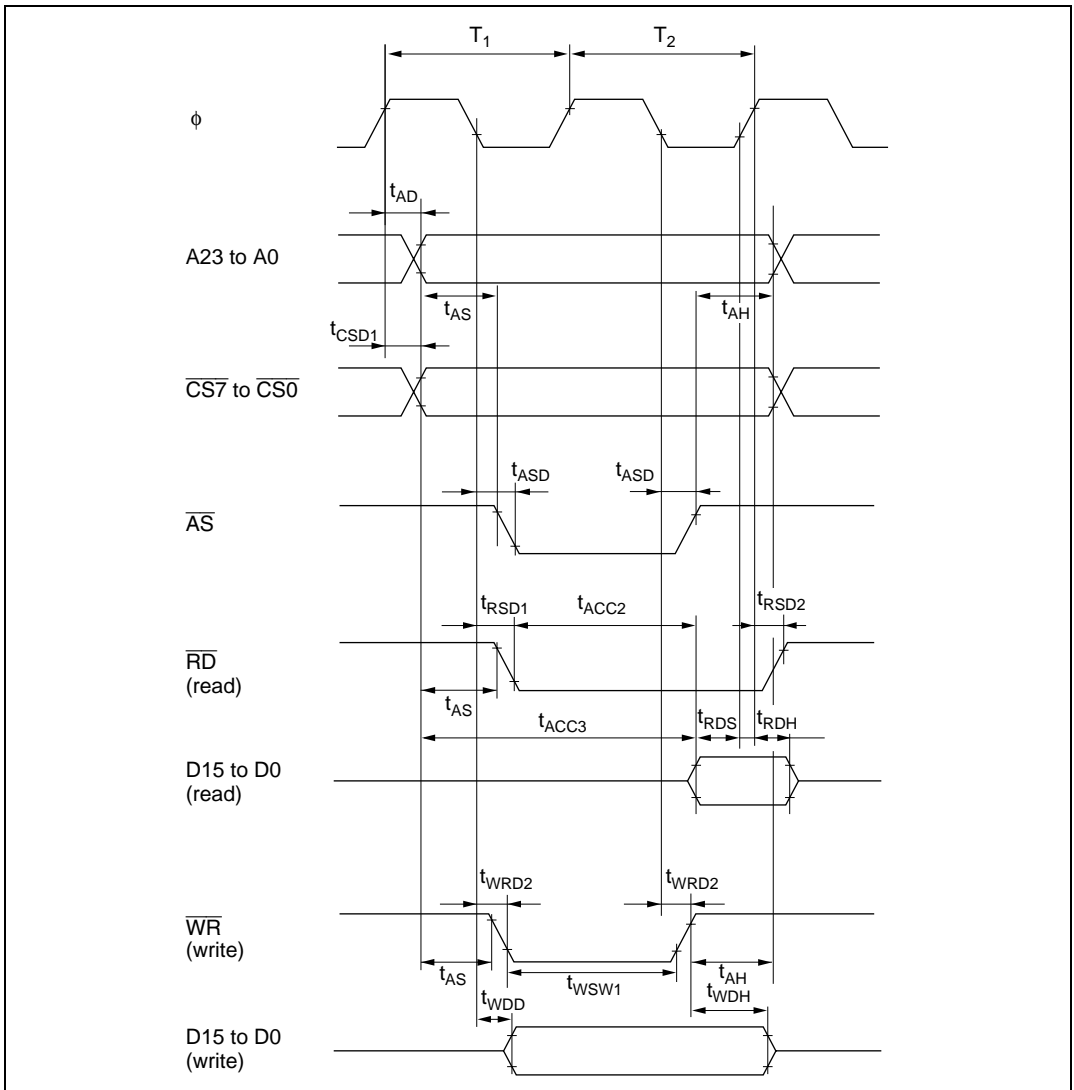 T1 T2
φ
tAD
A23 to A0
tAS tAH
tCSD1
CS7 to CS0
tASD tASD
AS
tRSD1 tACC2 tRSD2
RD
(read)
tAS
tACC3 tRDS tRDH
D15 to D0
(read)
tWRD2 tWRD2
WR
(write)
tAS tWSW1 tAH
tWDD tWDH
D15 to D0
(write)